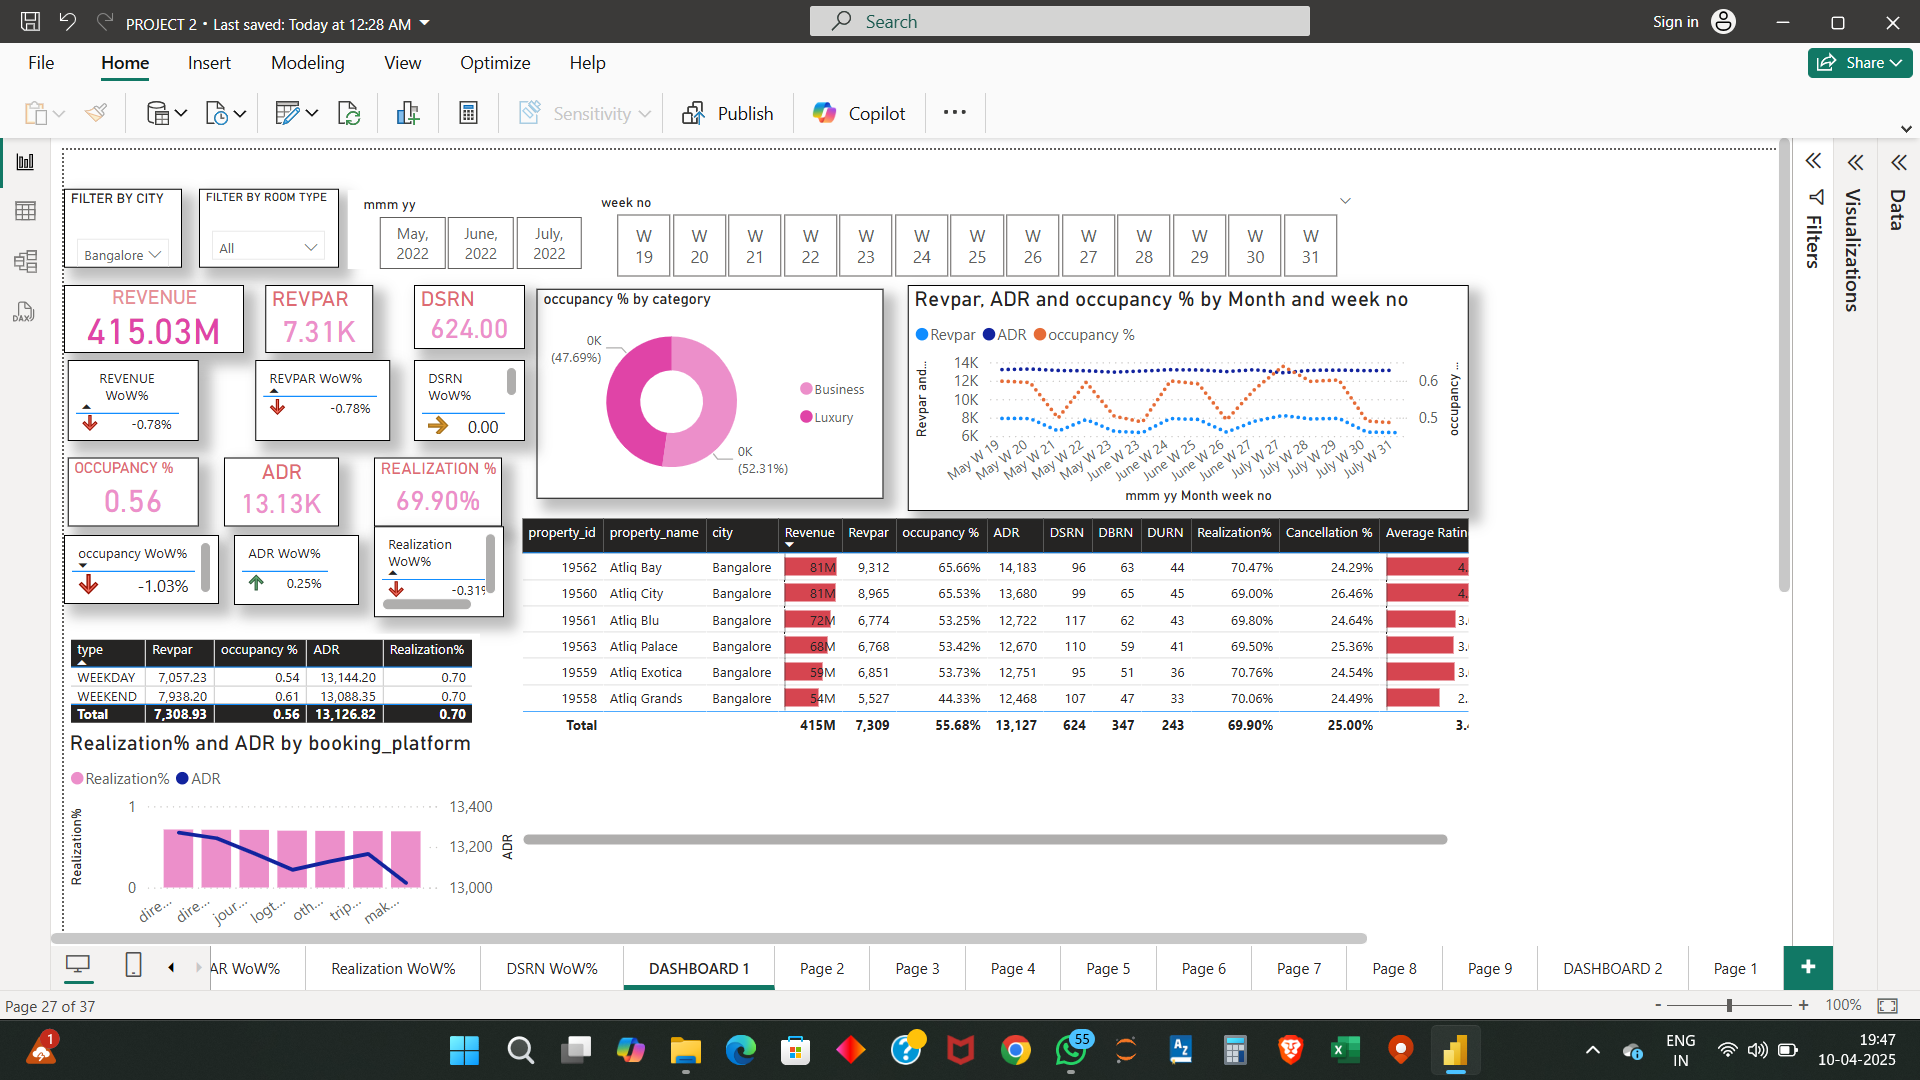 PROJECT 2 • Last saved: Today at 12:28 AM
Search
Sign in
File Home Insert Modeling View Optimize Help
Share
Sensitivity
Publish
Copilot
FILTER BY CITY
Bangalore
FILTER BY ROOM TYPE
All
mmm yy
May, 2022
June, 2022
July, 2022
week no
W 19
W 20
W 21
W 22
W 23
W 24
W 25
W 26
W 27
W 28
W 29
W 30
W 31
Filters
Visualizations
Data
DAX
REVENUE
415.03M
REVPAR
7.31K
DSRN
624.00
REVENUE WoW%
-0.78%
REVPAR WoW%
-0.78%
DSRN WoW%
0.00
OCCUPANCY %
0.56
ADR
13.13K
REALIZATION %
69.90%
occupancy WoW%
-1.03%
ADR WoW%
0.25%
Realization WoW%
occupancy % by category
0K (47.69%)
0K (52.31%)
Business
Luxury
Revpar, ADR and occupancy % by Month and week no
Revpar ADR occupancy %
Revpar and...
14K
12K
10K
8K
6K
0.6
0.5
occupancy ...
May W 19
May W 20
May W 21
May W 22
May W 23
June W 23
June W 24
June W 25
June W 26
June W 27
July W 27
July W 28
July W 29
July W 30
July W 31
mmm yy Month week no
property_id property_name city Revenue Revpar occupancy % ADR DSRN DBRN DURN Realization% Cancellation % Average Ratin
19562 Atliq Bay Bangalore 81M 9,312 65.66% 14,183 96 63 44 70.47% 24.29% 4.
19560 Atliq City Bangalore 81M 8,965 65.53% 13,680 99 65 45 69.00% 26.46% 4.
19561 Atliq Blu Bangalore 72M 6,774 53.25% 12,722 117 62 43 69.80% 24.64% 3.
19563 Atliq Palace Bangalore 68M 6,768 53.42% 12,670 110 59 41 69.50% 25.36% 3.
19559 Atliq Exotica Bangalore 59M 6,851 53.73% 12,751 95 51 36 70.76% 24.54% 3.
19558 Atliq Grands Bangalore 54M 5,527 44.33% 12,468 107 47 33 70.06% 24.49% 2.
Total 415M 7,309 55.68% 13,127 624 347 243 69.90% 25.00% 3.
type Revpar occupancy % ADR Realization%
WEEKDAY 7,057.23 0.54 13,144.20 0.70
WEEKEND 7,938.20 0.61 13,088.35 0.70
Total 7,308.93 0.56 13,126.82 0.70
Realization% and ADR by booking_platform
Realization% ADR
Realization%
1
0
13,400
13,200
13,000
ADR
dire...
dire...
jour...
logt...
oth...
trip...
mak...
AR WoW%
Realization WoW%
DSRN WoW%
DASHBOARD 1
Page 2
Page 3
Page 4
Page 5
Page 6
Page 7
Page 8
Page 9
DASHBOARD 2
Page 1
Page 27 of 37
100%
1
55
ENG
IN
19:47
10-04-2025